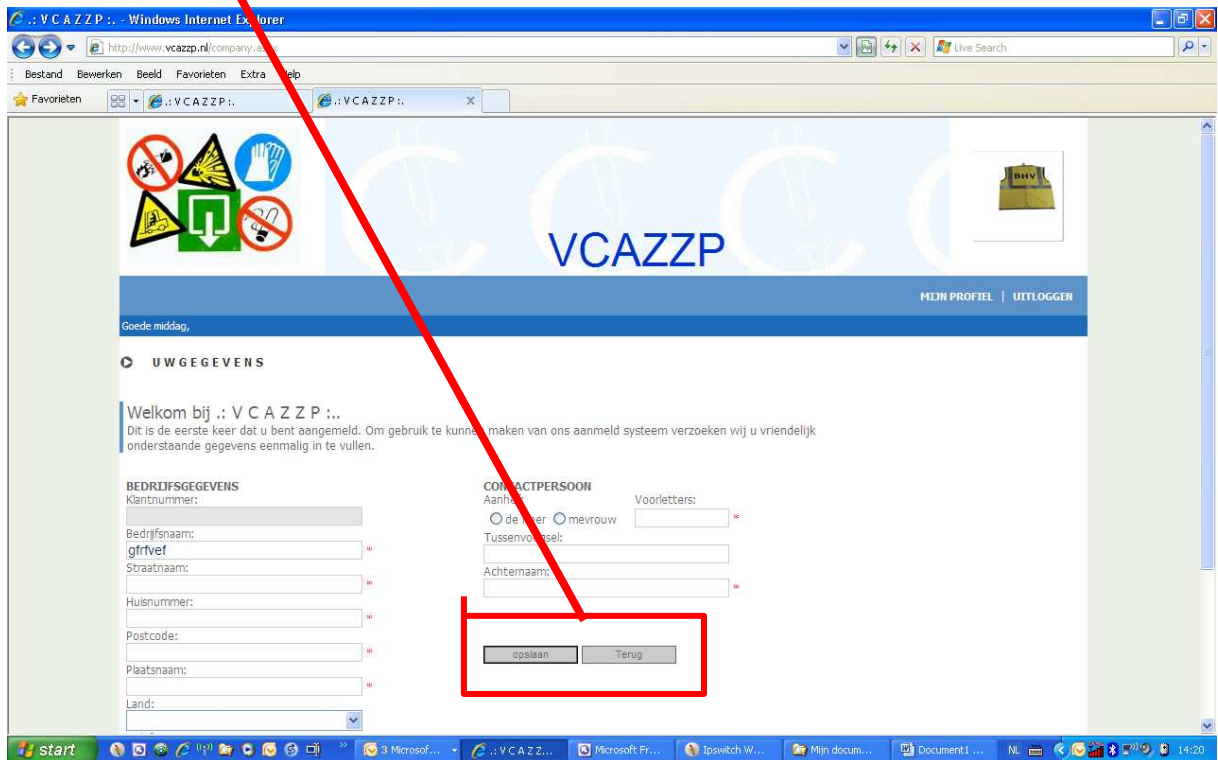 .: V C A Z Z P :. - Windows Internet Explorer
http://www.vcazzp.nl/company.
Live Search
Bestand Bewerken Beeld Favorieten Extra Help
Favorieten
.: V C A Z Z P :.
.: V C A Z Z P :.
BHV
VCAZZP
MIJN PROFIEL | UITLOGGEN
Goede middag,
U W G E G E V E N S
Welkom bij .: V C A Z Z P :..
Dit is de eerste keer dat u bent aangemeld. Om gebruik te kunnen maken van ons aanmeld systeem verzoeken wij u vriendelijk
onderstaande gegevens eenmalig in te vullen.
BEDRIJFSGEGEVENS
Klantnummer:
Bedrijfsnaam:
gfrfvef *
Straatnaam:
*
Huisnummer:
*
Postcode:
*
Plaatsnaam:
*
Land:
CONTACTPERSOON
Aanhef: Voorletters:
de heer mevrouw *
Tussenvoegsel:
Achternaam:
*
opslaan Terug
start 3 Microsof... .: V C A Z Z ... Microsoft Fr... Ipswitch W... Mijn docum... Document1 ... NL 14:20